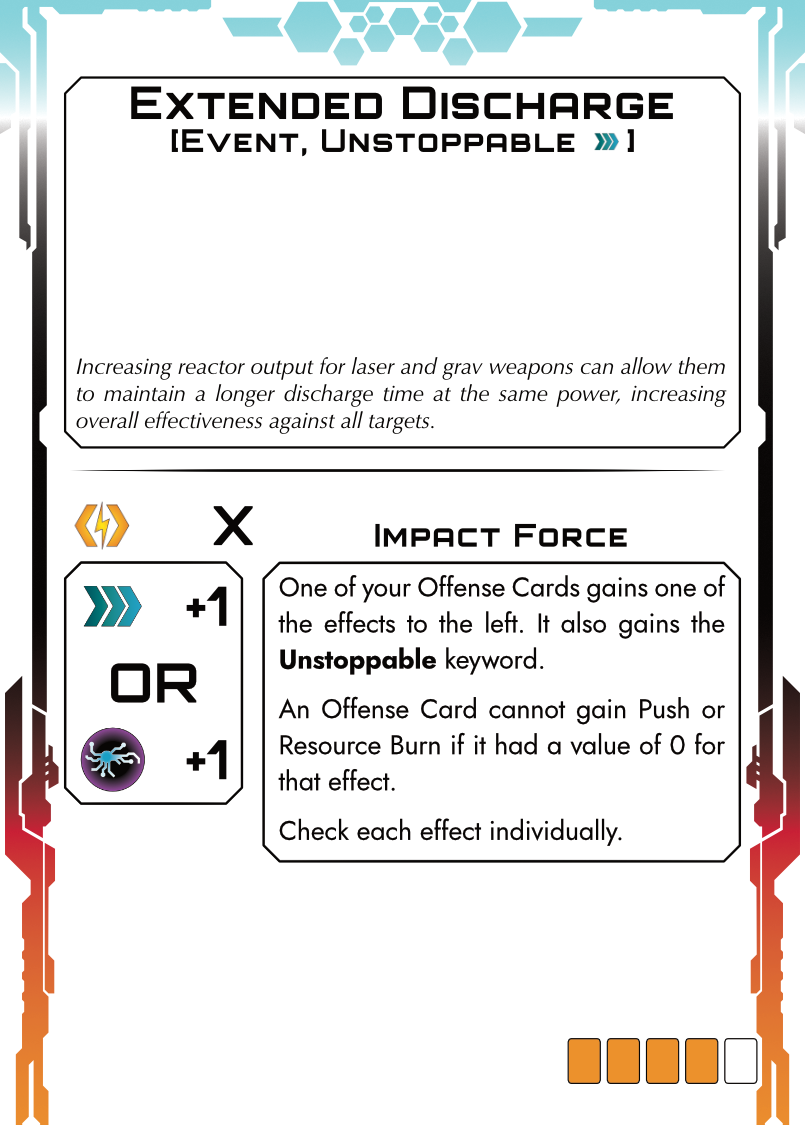 Extended Discharge
[Event, Unstoppable ]
Increasing reactor output for laser and grav weapons can allow them
to maintain a longer discharge time at the same power, increasing
overall effectiveness against all targets.
X
Impact Force
+1
OR
+1
One of your Offense Cards gains one of
the effects to the left. It also gains the
Unstoppable keyword.
An Offense Card cannot gain Push or
Resource Burn if it had a value of 0 for
that effect.
Check each effect individually.